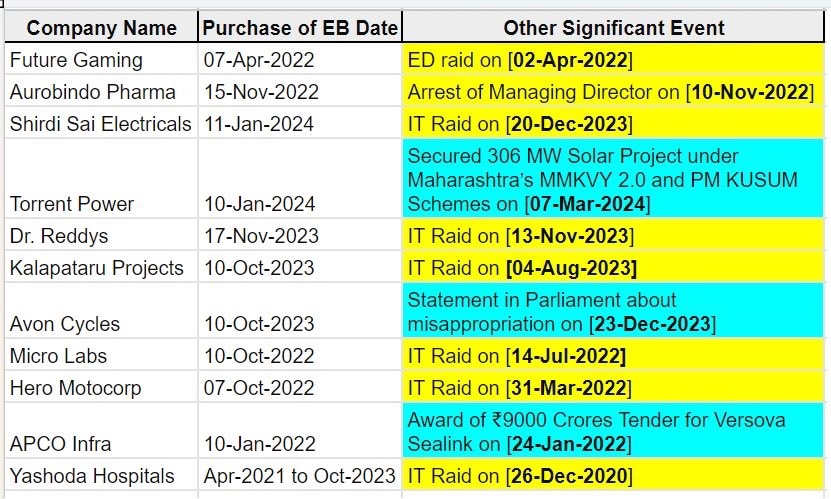 Company Name Purchase of EB Date Other Significant Event
Future Gaming 07-Apr-2022 ED raid on [02-Apr-2022]
Aurobindo Pharma 15-Nov-2022 Arrest of Managing Director on [10-Nov-2022]
Shirdi Sai Electricals 11-Jan-2024 IT Raid on [20-Dec-2023]
Secured 306 MW Solar Project under
Maharashtra's MMKVY 2.0 and PM KUSUM
Torrent Power 10-Jan-2024 Schemes on [07-Mar-2024]
Dr. Reddys 17-Nov-2023 IT Raid on [13-Nov-2023]
Kalapataru Projects 10-Oct-2023 IT Raid on [04-Aug-2023]
Statement in Parliament about
Avon Cycles 10-Oct-2023 misappropriation on [23-Dec-2023]
Micro Labs 10-Oct-2022 IT Raid on [14-Jul-2022]
Hero Motocorp 07-Oct-2022 IT Raid on [31-Mar-2022]
Award of ₹9000 Crores Tender for Versova
APCO Infra 10-Jan-2022 Sealink on [24-Jan-2022]
Yashoda Hospitals Apr-2021 to Oct-2023 IT Raid on [26-Dec-2020]